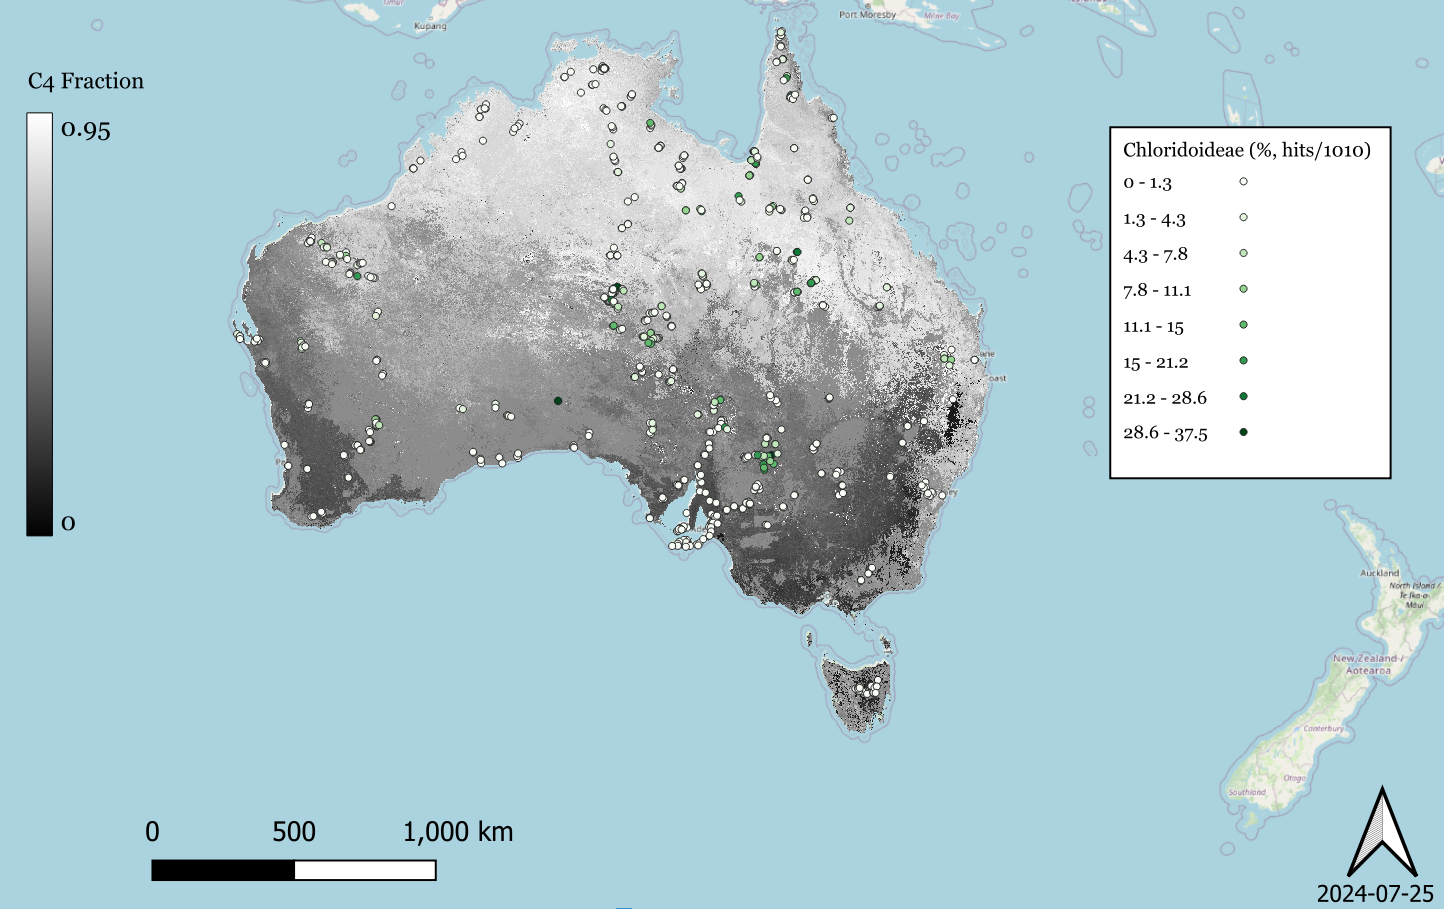 Timur
Kupang
Port Moresby
Milne Bay
C4 Fraction
0.95
0
Chloridoideae (%, hits/1010)
0 - 1.3
1.3 - 4.3
4.3 - 7.8
7.8 - 11.1
11.1 - 15
15 - 21.2
21.2 - 28.6
28.6 - 37.5
Auckland
North Island /
Te Ika-a-
Māui
New Zealand /
Aotearoa
Canterbury
Otago
Southland
0 500 1,000 km
2024-07-25